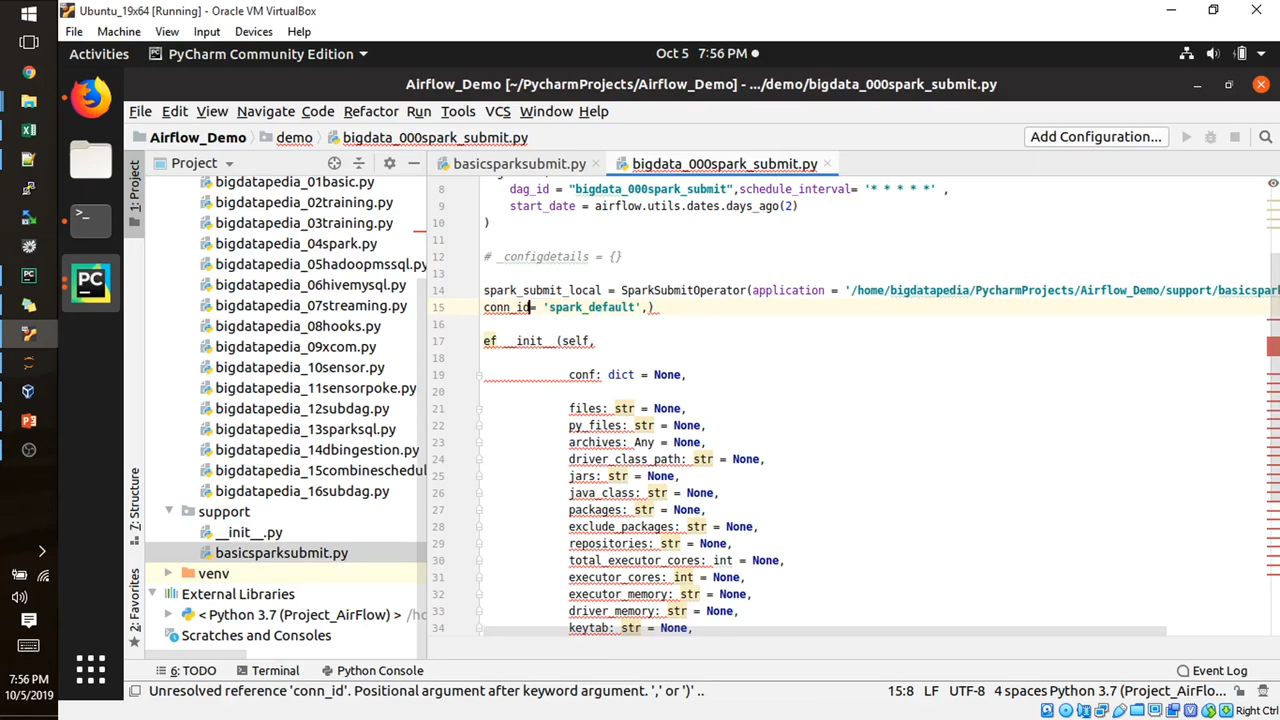 Ubuntu_19x64 [Running] - Oracle VM VirtualBox
File Machine View Input Devices Help
Activities PyCharm Community Edition Oct 5 7:56 PM
Airflow_Demo [~/PycharmProjects/Airflow_Demo] - .../demo/bigdata_000spark_submit.py
File Edit View Navigate Code Refactor Run Tools VCS Window Help
Airflow_Demo demo bigdata_000spark_submit.py Add Configuration...
1: Project
Project
basicsparksubmit.py
bigdata_000spark_submit.py
bigdatapedia_01basic.py
bigdatapedia_02training.py
bigdatapedia_03training.py
bigdatapedia_04spark.py
bigdatapedia_05hadoopmssql.py
bigdatapedia_06hivemysql.py
bigdatapedia_07streaming.py
bigdatapedia_08hooks.py
bigdatapedia_09xcom.py
bigdatapedia_10sensor.py
bigdatapedia_11sensorpoke.py
bigdatapedia_12subdag.py
bigdatapedia_13sparksql.py
bigdatapedia_14dbingestion.py
bigdatapedia_15combineschedul
bigdatapedia_16subdag.py
support
__init__.py
basicsparksubmit.py
venv
External Libraries
< Python 3.7 (Project_AirFlow) > /h
Scratches and Consoles
7: Structure
2: Favorites
8 dag_id = "bigdata_000spark_submit",schedule_interval= '* * * * *' ,
9 start_date = airflow.utils.dates.days_ago(2)
10 )
11
12 # _configdetails = {}
13
14 spark_submit_local = SparkSubmitOperator(application = '/home/bigdatapedia/PycharmProjects/Airflow_Demo/support/basicspar
15 conn_id= 'spark_default',)
16
17 ef __init__(self,
18
19 conf: dict = None,
20
21 files: str = None,
22 py_files: str = None,
23 archives: Any = None,
24 driver_class_path: str = None,
25 jars: str = None,
26 java_class: str = None,
27 packages: str = None,
28 exclude_packages: str = None,
29 repositories: str = None,
30 total_executor_cores: int = None,
31 executor_cores: int = None,
32 executor_memory: str = None,
33 driver_memory: str = None,
34 keytab: str = None,
6: TODO Terminal Python Console Event Log
Unresolved reference 'conn_id'. Positional argument after keyword argument. ',' or ')' .. 15:8 LF UTF-8 4 spaces Python 3.7 (Project_AirFlo...
7:56 PM
10/5/2019
Right Ctrl